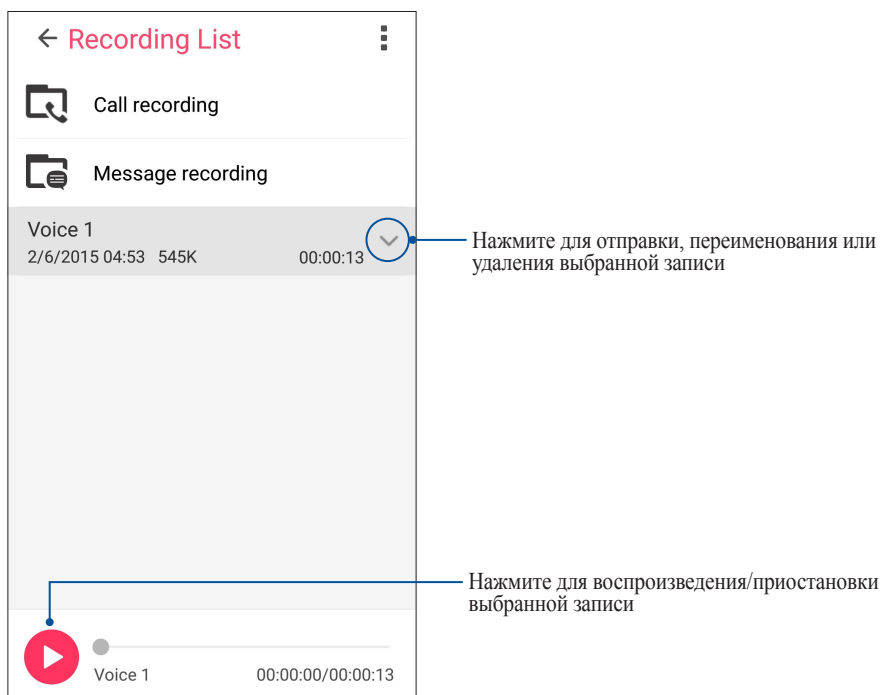 Recording List
Call recording
Message recording
Voice 1
2/6/2015 04:53 545K 00:00:13
Нажмите для отправки, переименования или
удаления выбранной записи
Нажмите для воспроизведения/приостановки
выбранной записи
Voice 1 00:00:00/00:00:13